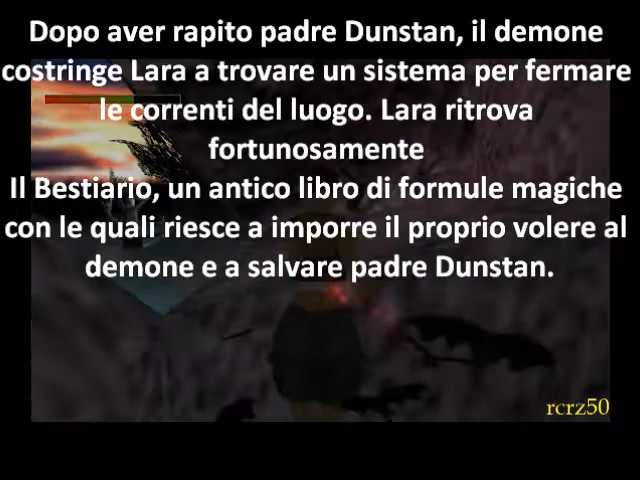 Dopo aver rapito padre Dunstan, il demone
costringe Lara a trovare un sistema per fermare
le correnti del luogo. Lara ritrova
fortunosamente
Il Bestiario, un antico libro di formule magiche
con le quali riesce a imporre il proprio volere al
demone e a salvare padre Dunstan.
rcrz50